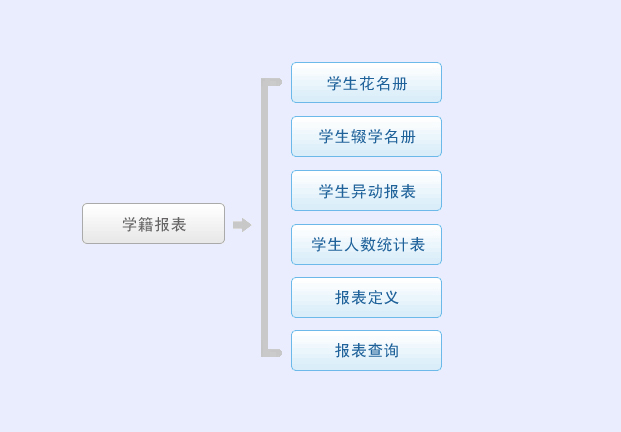 学籍报表
学生花名册
学生辍学名册
学生异动报表
学生人数统计表
报表定义
报表查询